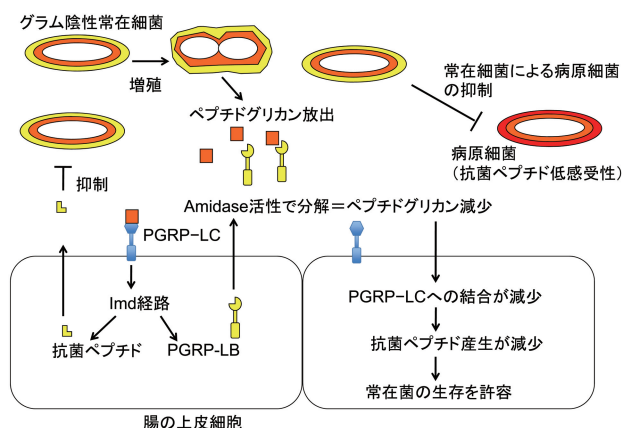 グラム陰性常在細菌
増殖
ペプチドグリカン放出
常在細菌による病原細菌
の抑制
病原細菌
(抗菌ペプチド低感受性)
抑制
Amidase活性で分解＝ペプチドグリカン減少
PGRP-LC
Imd経路
抗菌ペプチド
PGRP-LB
PGRP-LCへの結合が減少
抗菌ペプチド産生が減少
常在菌の生存を許容
腸の上皮細胞